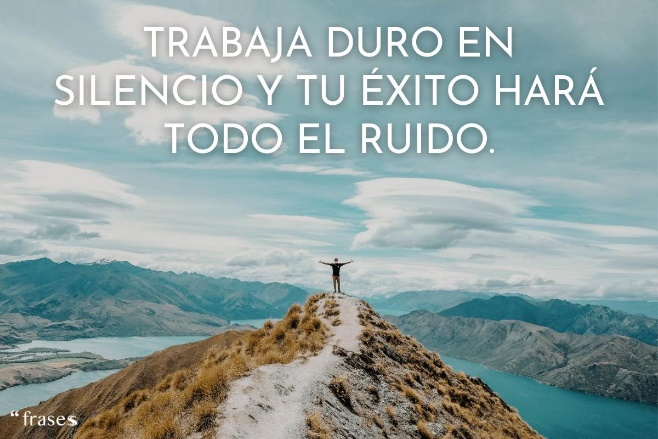 TRABAJA DURO EN
SILENCIO Y TU ÉXITO HARÁ
TODO EL RUIDO.
“frases